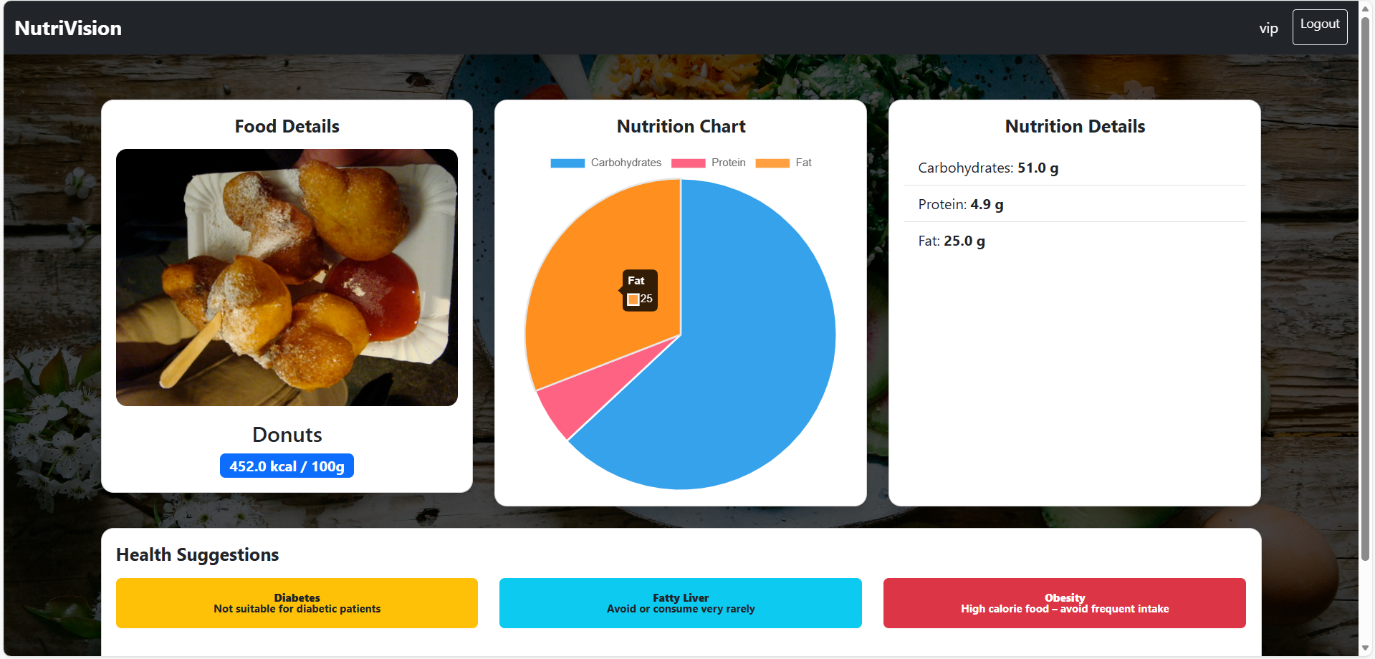 NutriVision
vip
Logout
Food Details
Donuts
452.0 kcal / 100g
Nutrition Chart
Carbohydrates Protein Fat
Fat
25
Nutrition Details
Carbohydrates: 51.0 g
Protein: 4.9 g
Fat: 25.0 g
Health Suggestions
Diabetes
Not suitable for diabetic patients
Fatty Liver
Avoid or consume very rarely
Obesity
High calorie food – avoid frequent intake